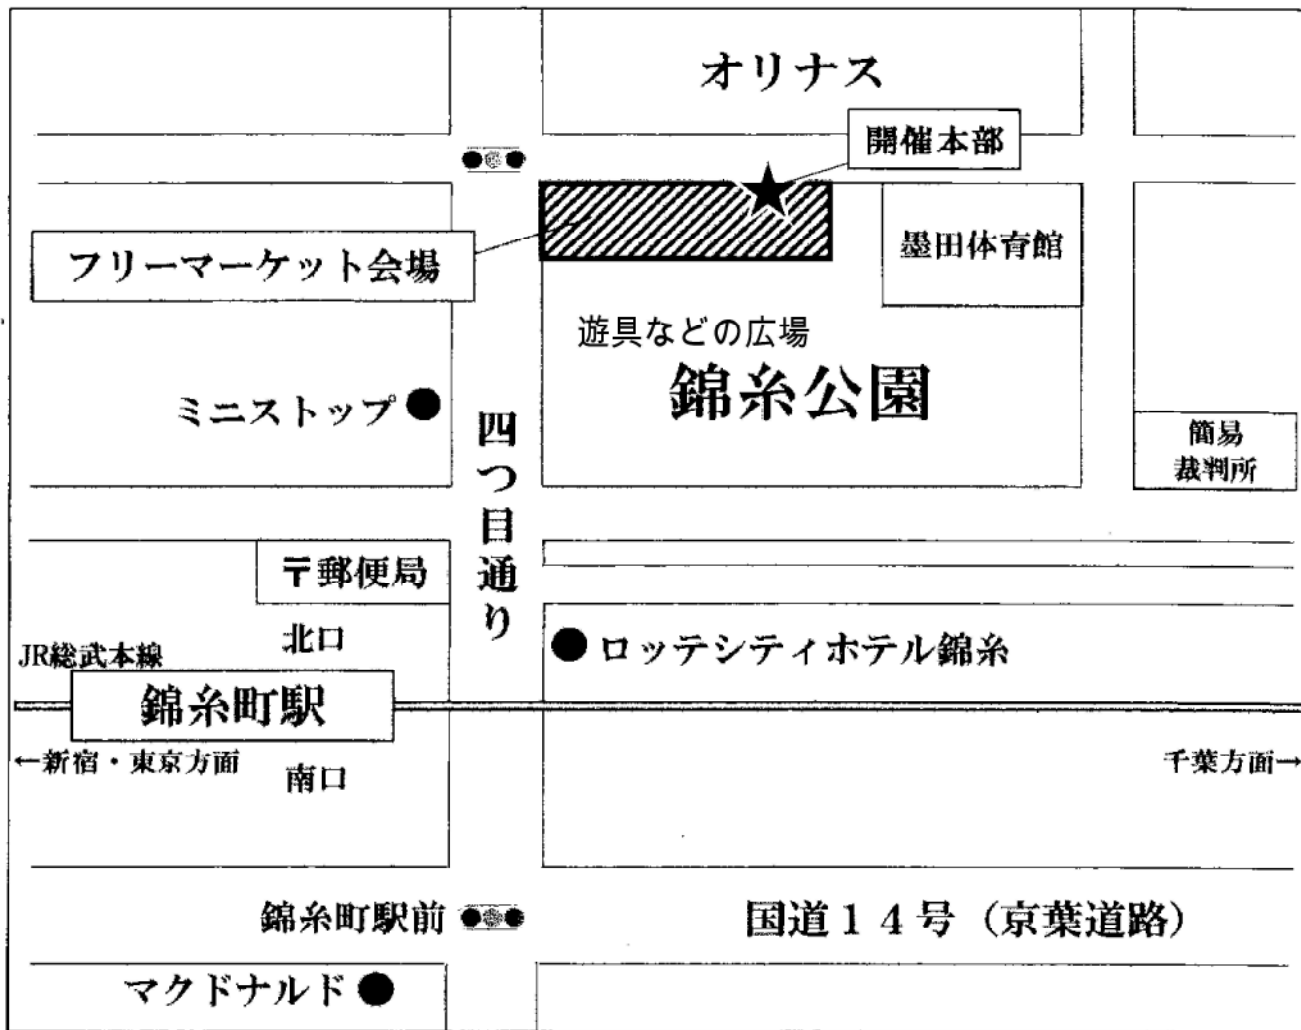 オリナス
開催本部
墨田体育館
フリーマーケット会場
遊具などの広場
錦糸公園
ミニストップ
四つ目通り
簡易
裁判所
〒郵便局
北口
JR総武本線
ロッテシティホテル錦糸
錦糸町駅
←新宿・東京方面
南口
千葉方面→
錦糸町駅前
国道14号（京葉道路）
マクドナルド